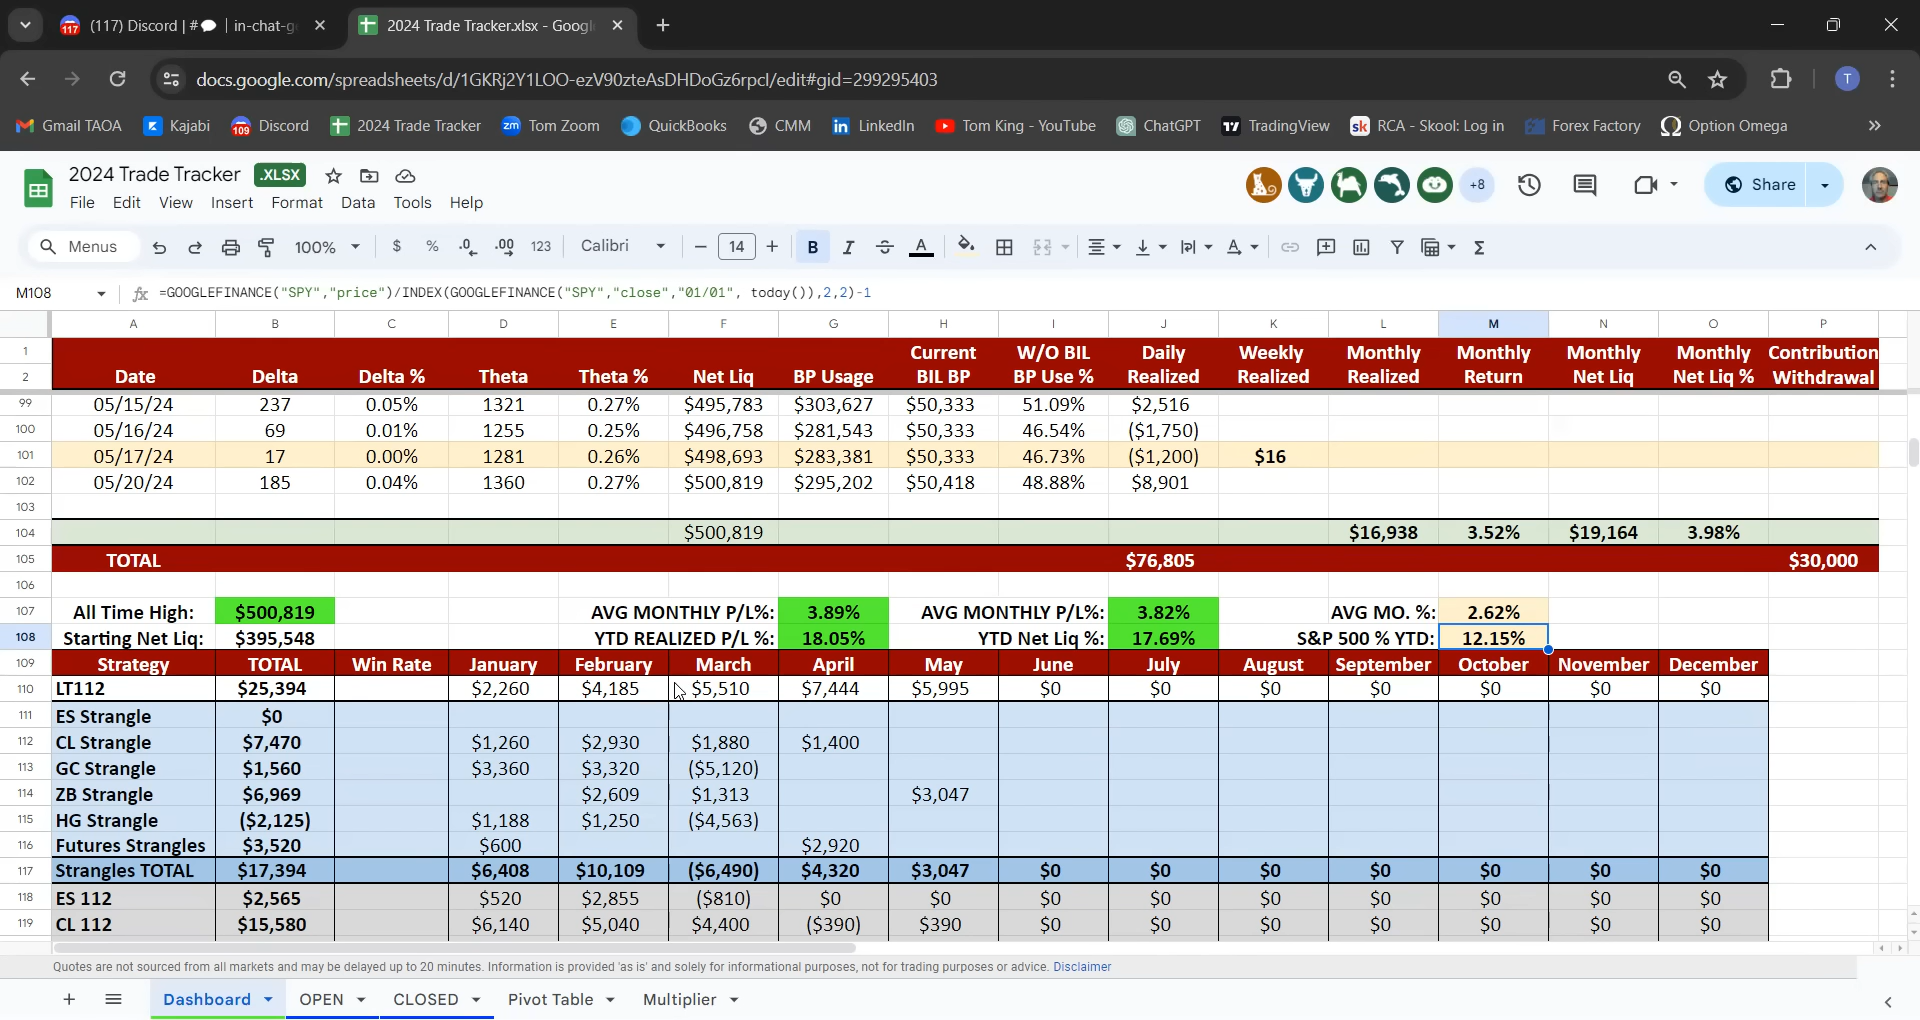 (117) Discord | # | in-chat-g
2024 Trade Tracker.xlsx - Googl
docs.google.com/spreadsheets/d/1GKRj2Y1LOO-ezV90zteAsDHDoGz6rpcI/edit#gid=299295403
T
Gmail TAOA Kajabi Discord 2024 Trade Tracker Tom Zoom QuickBooks CMM LinkedIn Tom King - YouTube ChatGPT TradingView RCA - Skool: Log in Forex Factory Option Omega
2024 Trade Tracker .XLSX
+8 Share
File Edit View Insert Format Data Tools Help
Menus 100% $ % .0 .00 123 Calibri 14 B I A
M108 fx =GOOGLEFINANCE("SPY","price")/INDEX(GOOGLEFINANCE("SPY","close","01/01", today()),2,2)-1
A B C D E F G H I J K L M N O P
1 Current W/O BIL Daily Weekly Monthly Monthly Monthly Monthly Contribution
2 Date Delta Delta % Theta Theta % Net Liq BP Usage BIL BP BP Use % Realized Realized Realized Return Net Liq Net Liq % Withdrawal
99 05/15/24 237 0.05% 1321 0.27% $495,783 $303,627 $50,333 51.09% $2,516
100 05/16/24 69 0.01% 1255 0.25% $496,758 $281,543 $50,333 46.54% ($1,750)
101 05/17/24 17 0.00% 1281 0.26% $498,693 $283,381 $50,333 46.73% ($1,200) $16
102 05/20/24 185 0.04% 1360 0.27% $500,819 $295,202 $50,418 48.88% $8,901
103
104 $500,819 $16,938 3.52% $19,164 3.98%
105 TOTAL $76,805 $30,000
106
107 All Time High: $500,819 AVG MONTHLY P/L%: 3.89% AVG MONTHLY P/L%: 3.82% AVG MO. %: 2.62%
108 Starting Net Liq: $395,548 YTD REALIZED P/L %: 18.05% YTD Net Liq %: 17.69% S&P 500 % YTD: 12.15%
109 Strategy TOTAL Win Rate January February March April May June July August September October November December
110 LT112 $25,394 $2,260 $4,185 $5,510 $7,444 $5,995 $0 $0 $0 $0 $0 $0 $0
111 ES Strangle $0
112 CL Strangle $7,470 $1,260 $2,930 $1,880 $1,400
113 GC Strangle $1,560 $3,360 $3,320 ($5,120)
114 ZB Strangle $6,969 $2,609 $1,313 $3,047
115 HG Strangle ($2,125) $1,188 $1,250 ($4,563)
116 Futures Strangles $3,520 $600 $2,920
117 Strangles TOTAL $17,394 $6,408 $10,109 ($6,490) $4,320 $3,047 $0 $0 $0 $0 $0 $0 $0
118 ES 112 $2,565 $520 $2,855 ($810) $0 $0 $0 $0 $0 $0 $0 $0 $0
119 CL 112 $15,580 $6,140 $5,040 $4,400 ($390) $390 $0 $0 $0 $0 $0 $0 $0
Quotes are not sourced from all markets and may be delayed up to 20 minutes. Information is provided 'as is' and solely for informational purposes, not for trading purposes or advice. Disclaimer
Dashboard OPEN CLOSED Pivot Table Multiplier